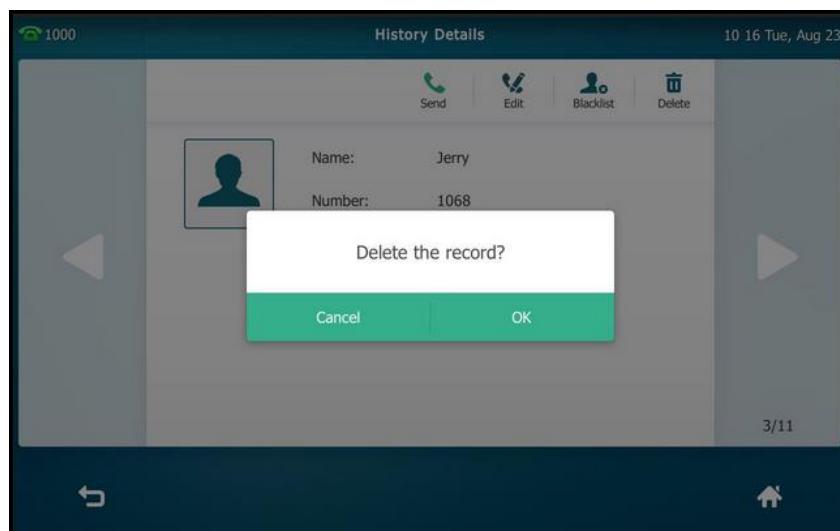 1000 History Details 10 16 Tue, Aug 23
Send Edit Blacklist Delete
Name: Jerry
Number: 1068
Delete the record?
Cancel OK
3/11